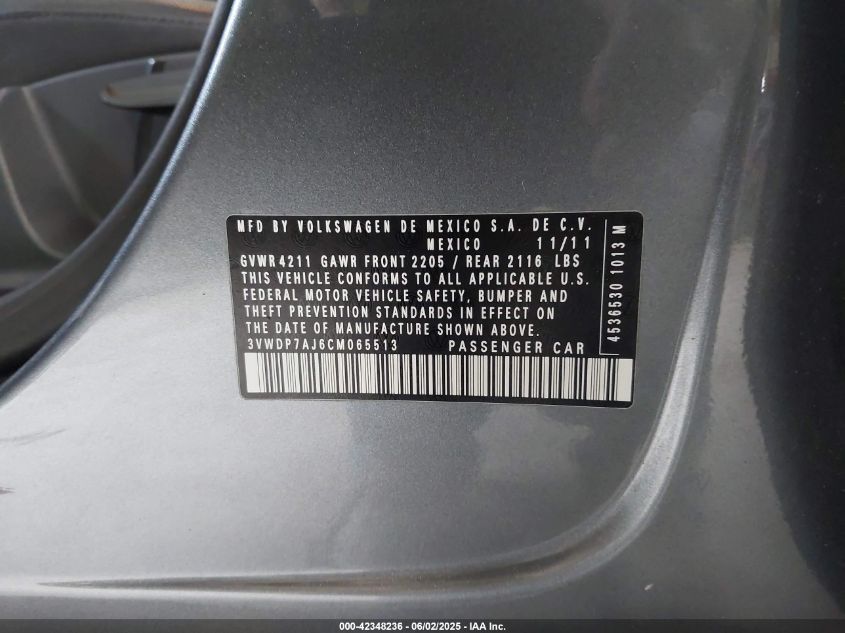 MFD BY VOLKSWAGEN DE MEXICO S.A. DE C.V.
MEXICO 11/11
GVWR 4211 GAWR FRONT 2205 / REAR 2116 LBS
THIS VEHICLE CONFORMS TO ALL APPLICABLE U.S.
FEDERAL MOTOR VEHICLE SAFETY, BUMPER AND
THEFT PREVENTION STANDARDS IN EFFECT ON
THE DATE OF MANUFACTURE SHOWN ABOVE.
3VWDP7AJ6CM065513 PASSENGER CAR
4536530 1013 M
000-42348236 - 06/02/2025 - IAA Inc.